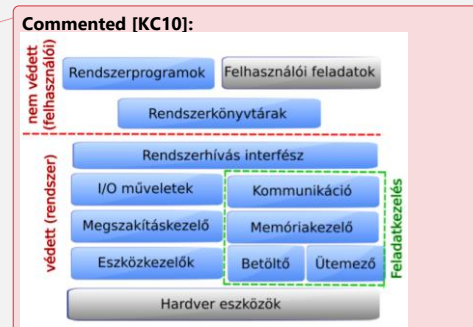 Commented [KC10]:
nem védett
(felhasználói)
Rendszerprogramok
Felhasználói feladatok
Rendszerkönyvtárak
védett (rendszer)
Rendszerhívás interfész
I/O műveletek
Kommunikáció
Megszakításkezelő
Memóriakezelő
Eszközkezelők
Betöltő
Ütemező
Feladatkezelés
Hardver eszközök